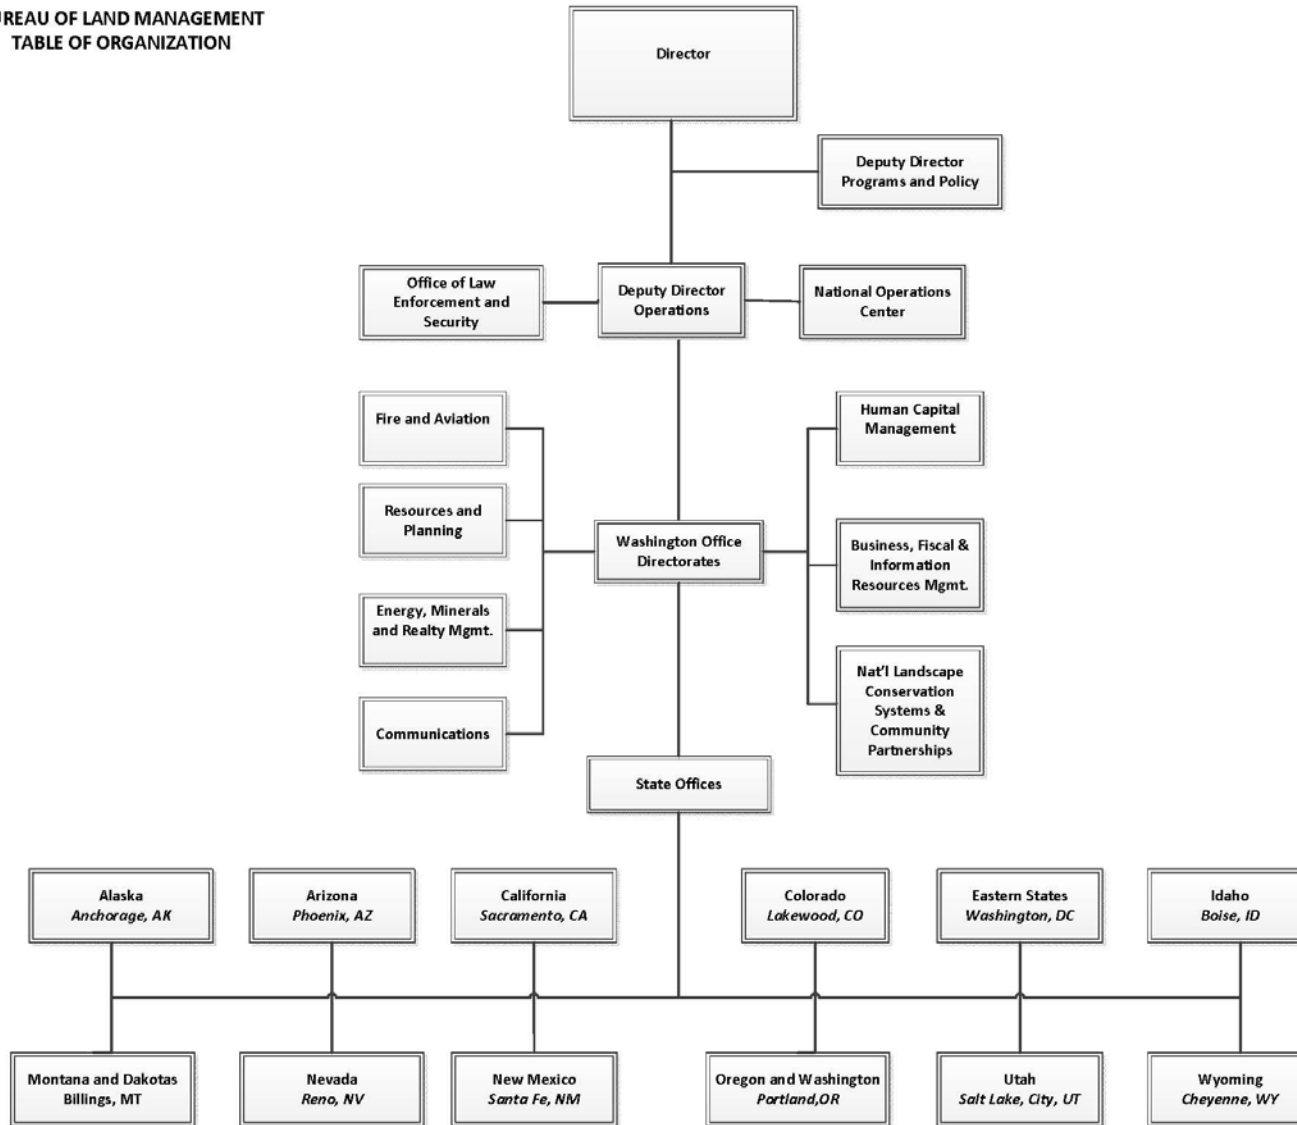 UREAU OF LAND MANAGEMENT
TABLE OF ORGANIZATION
Director
Deputy Director
Programs and Policy
Office of Law
Enforcement and
Security
Deputy Director
Operations
National Operations
Center
Fire and Aviation
Human Capital
Management
Resources and
Planning
Washington Office
Directorates
Business, Fiscal &
Information
Resources Mgmt.
Energy, Minerals
and Realty Mgmt.
Nat'l Landscape
Conservation
Systems &
Community
Partnerships
Communications
State Offices
Alaska
Anchorage, AK
Arizona
Phoenix, AZ
California
Sacramento, CA
Colorado
Lakewood, CO
Eastern States
Washington, DC
Idaho
Boise, ID
Montana and Dakotas
Billings, MT
Nevada
Reno, NV
New Mexico
Santa Fe, NM
Oregon and Washington
Portland,OR
Utah
Salt Lake, City, UT
Wyoming
Cheyenne, WY